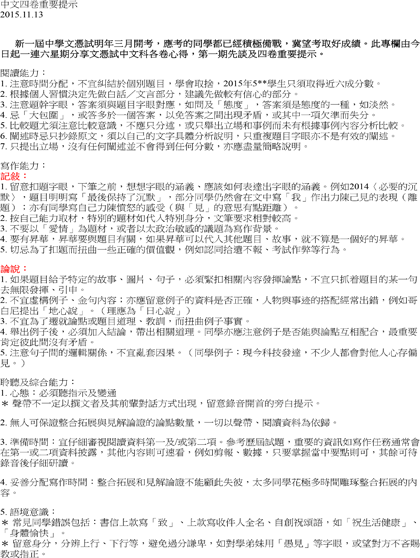 中文四卷重要提示
2015.11.13
新一屆中學文憑試明年三月開考，應考的同學都已經積極備戰，冀望考取好成績。此專欄由今
日起一連六星期分享文憑試中文科各卷心得，第一期先談及四卷重要提示。
閱讀能力：
1. 注意時間分配，不宜糾結於個別題目，學會取捨，2015年5**學生只須取得近六成分數。
2. 根據個人習慣決定先做白話／文言部分，建議先做較有信心的部分。
3. 注意題幹字眼，答案須與題目字眼對應，如問及「態度」，答案須是態度的一種，如淡然。
4. 忌「大包圍」，或答多於一個答案，以免答案之間出現矛盾，或其中一項欠準而失分。
5. 比較題尤須注意比較意識，不應只分述，或只舉出立場和事例而未有根據事例內容分析比較。
6. 闡述時忌只抄錄原文，須以自己的文字具體分析說明，只重複題目字眼亦不是有效的闡述。
7. 只提出立場，沒有任何闡述並不會得到任何分數，亦應盡量簡略說明。
寫作能力：
記敍：
1. 留意扣題字眼，下筆之前，想想字眼的涵義、應該如何表達出字眼的涵義。例如2014（必要的沉
默），題目明明寫「最後保持了沉默」，部分同學仍然會在文中寫「我」作出力陳己見的表現（離
題）；亦有同學寫自己力陳憤怒的感受（與「見」的意思有點距離）。
2. 按自己能力取材，特別的題材如代人特別身分，文筆要求相對較高。
3. 不要以「愛情」為題材，或者以太政治敏感的議題為寫作背景。
4. 要有昇華，昇華要與題目有關，如果昇華可以代入其他題目、故事，就不算是一個好的昇華。
5. 切忌為了扣題而扭曲一些正確的價值觀，例如認同拾遺不報、考試作弊等行為。
論說：
1. 如果題目給予特定的故事、圖片、句子，必須緊扣相關內容發揮論點，不宜只抓着題目的某一句
去無限發揮，引申。
2. 不宜虛構例子、金句內容；亦應留意例子的資料是否正確，人物與事迹的搭配經常出錯，例如哥
白尼提出「地心說」。（理應為「日心說」）
3. 不宜為了遷就論點或題目道理、教訓，而扭曲例子事實。
4. 舉出例子後，必須加入結論，帶出相關道理。同學亦應注意例子是否能與論點互相配合，最重要
肯定彼此間沒有矛盾。
5. 注意句子間的邏輯關係，不宜亂套因果。（同學例子：現今科技發達，不少人都會對他人心存偏
見。）
聆聽及綜合能力：
1. 心態：必須聽指示及變通
＊ 聲帶不一定以撰文者及其前輩對話方式出現，留意錄音開首的旁白提示。
2. 無人可保證整合拓展與見解論證的論點數量，一切以聲帶、閱讀資料為依歸。
3. 準備時間：宜仔細審視閱讀資料第一及/或第二項。參考歷屆試題，重要的資訊如寫作任務通常會
在第一或二項資料披露，其他內容則可速看，例如剪報、數據，只要掌握當中要點則可，其餘可待
錄音後仔細研讀。
4. 妥善分配寫作時間：整合拓展和見解論證不能顧此失彼，太多同學花極多時間雕琢整合拓展的內
容。
5. 語境意識：
＊ 常見同學錯誤包括：書信上款寫「致」、上款寫收件人全名、自創祝頌語，如「祝生活健康」、
「身體愉快」。
＊ 留意身分，分辨上行、下行等，避免過分謙卑，如對學弟妹用「愚見」等字眼，或望對方不吝賜
教或指正。